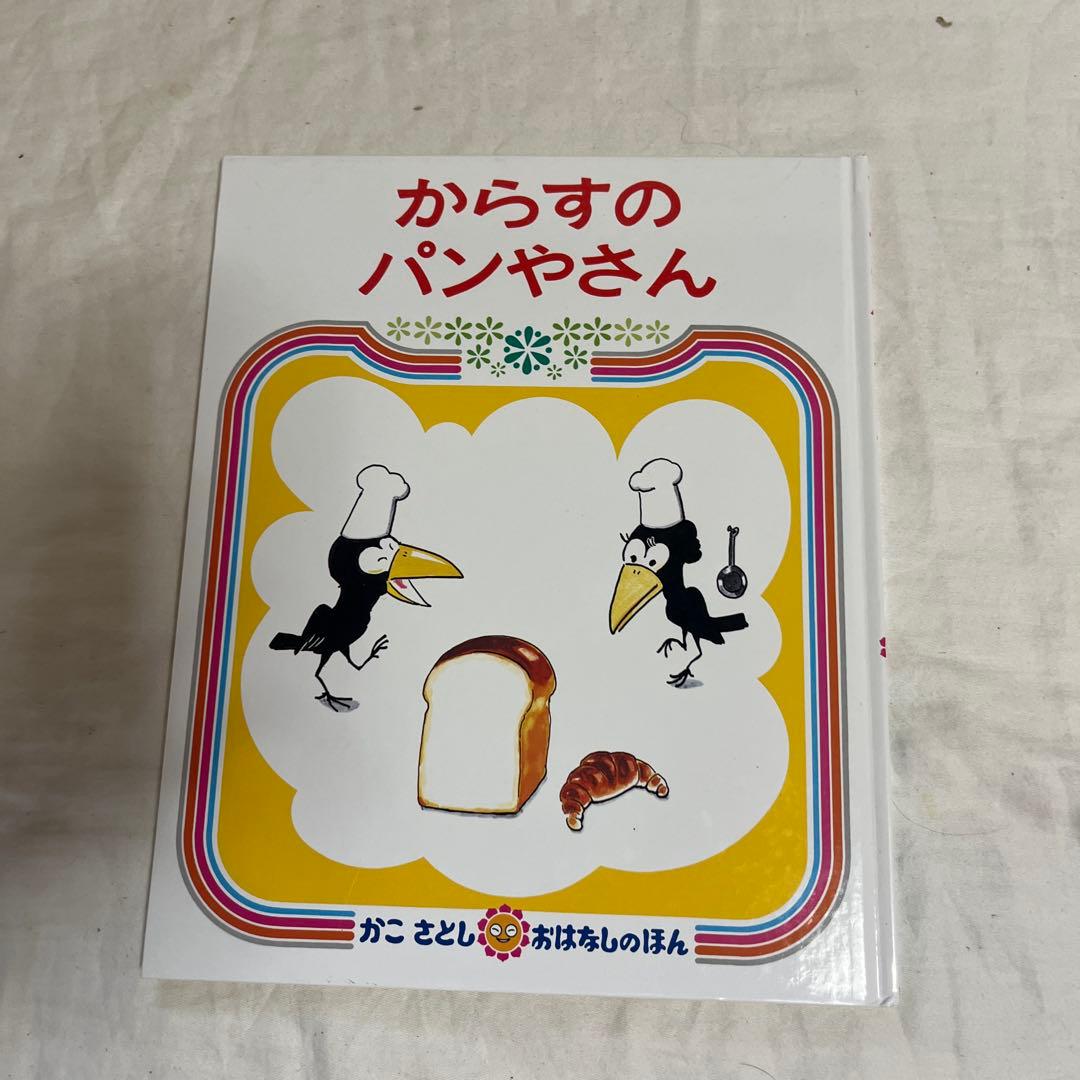 からすの
パンやさん
かこ さとし おはなしのほん